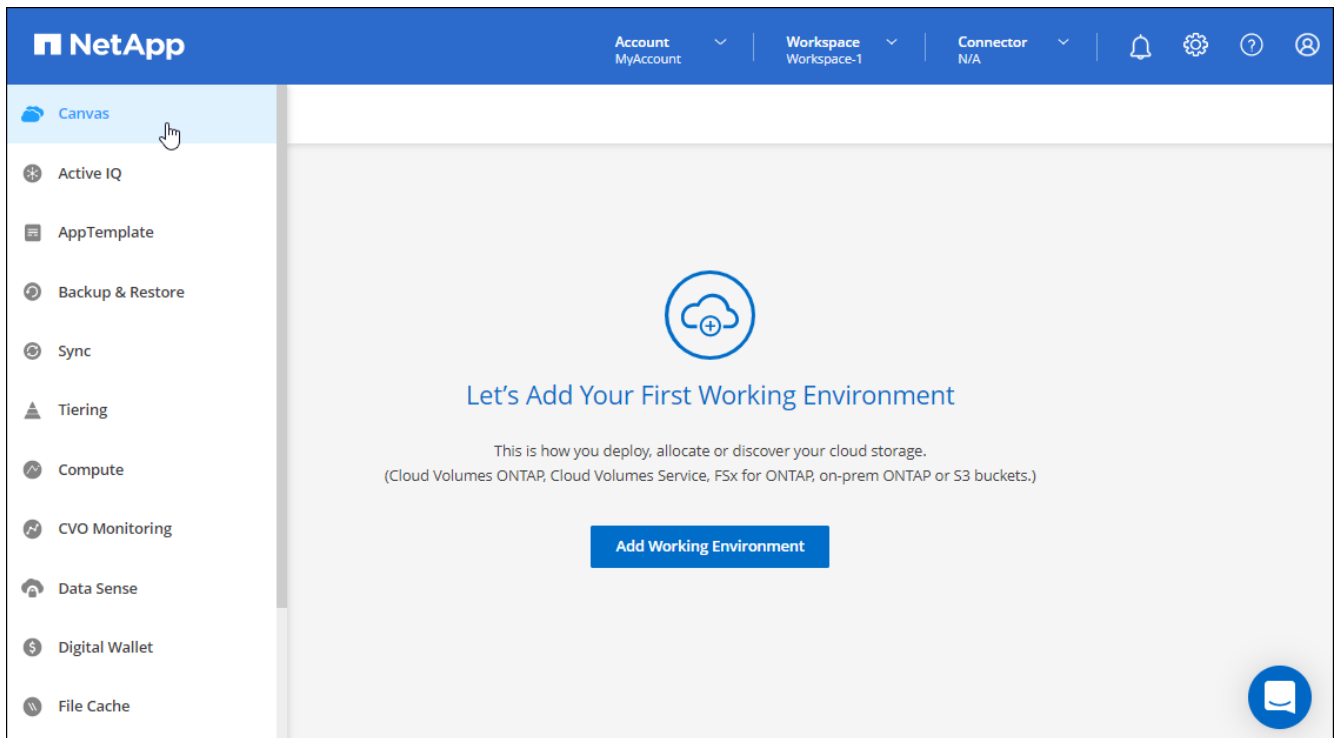 NetApp
Account
MyAccount
Workspace
Workspace-1
Connector
N/A
Canvas
Active IQ
AppTemplate
Backup & Restore
Sync
Tiering
Compute
CVO Monitoring
Data Sense
Digital Wallet
File Cache
Let's Add Your First Working Environment
This is how you deploy, allocate or discover your cloud storage.
(Cloud Volumes ONTAP, Cloud Volumes Service, FSx for ONTAP, on-prem ONTAP or S3 buckets.)
Add Working Environment